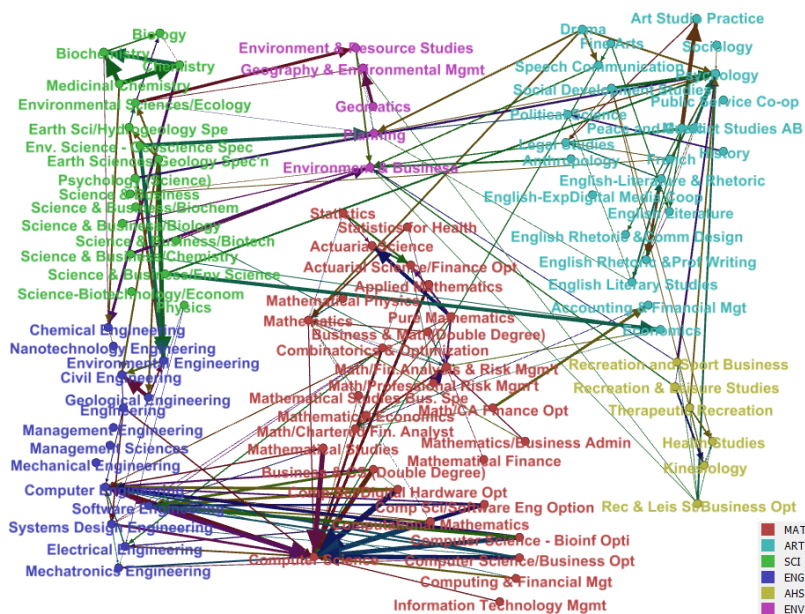 Biology
Biochemistry
Chemistry
Medicinal Chemistry
Environmental Sciences/Ecology
Earth Sci/Hydrogeology Spe
Env. Science - Geoscience Spec
Earth Sciences/Geology Spec'n
Psychology (Science)
Science & Business
Science & Business/Biochem
Science & Business/Biology
Science & Business/Biotech
Science & Business/Chemistry
Science & Business/Env Science
Science-Biotechnology/Econom
Physics
Environment & Resource Studies
Geography & Environmental Mgmt
Geomatics
Planning
Environment & Business
Drama
Art Studio Practice
Fine Arts
Sociology
Speech Communication
Psychology
Social Development Studies
Public Service Co-op
Political Science
Peace and Conflict Studies AB
Legal Studies
History
Anthropology
French
English-Literature & Rhetoric
English-ExpDigital Media Coop
English Literature
English Rhetoric & Comm Design
English Rhetoric &Prof Writing
English Literary Studies
Accounting & Financial Mgt
Economics
Statistics
Statistics for Health
Actuarial Science
Actuarial Science/Finance Opt
Applied Mathematics
Mathematical Physics
Mathematics
Pure Mathematics
Business & Math(Double Degree)
Combinatorics & Optimization
Math/Fin. Analysis & Risk Mgm't
Math/Professional Risk Mgm't
Mathematical Studies Bus. Spe
Math/CA Finance Opt
Mathematical Economics
Math/Chartered Fin. Analyst
Mathematics/Business Admin
Mathematical Studies
Mathematical Finance
Business & CS (Double Degree)
Comp Sci/Digital Hardware Opt
Comp Sci/Software Eng Option
Computational Mathematics
Computer Science - Bioinf Opti
Computer Science
Computer Science/Business Opt
Computing & Financial Mgt
Information Technology Mgmt
Chemical Engineering
Nanotechnology Engineering
Environmental Engineering
Civil Engineering
Geological Engineering
Engineering
Management Engineering
Management Sciences
Mechanical Engineering
Computer Engineering
Software Engineering
Systems Design Engineering
Electrical Engineering
Mechatronics Engineering
Recreation and Sport Business
Recreation & Leisure Studies
Therapeutic Recreation
Health Studies
Kinesiology
Rec & Leis St/Business Opt
MAT
ART
SCI
ENG
AHS
ENV